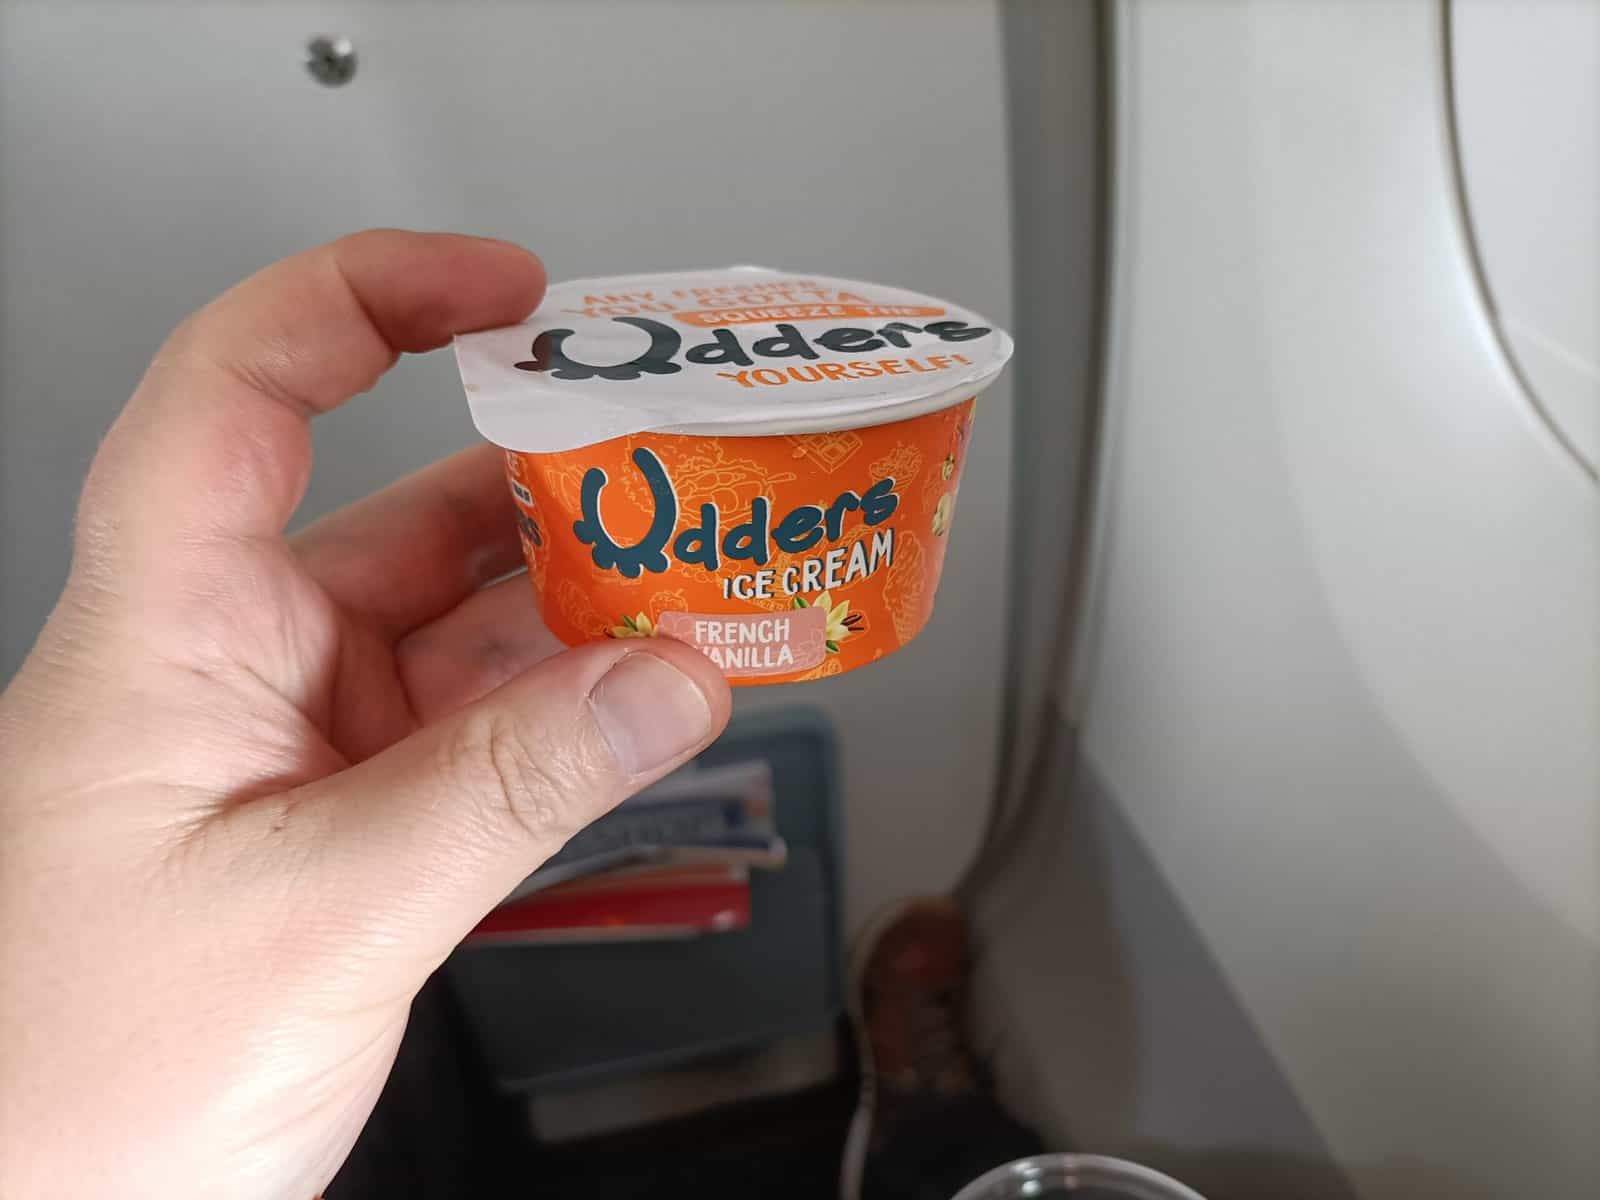 ANY FRESHER
YOU GOTTA
SQUEEZE THE
Udders
YOURSELF!
Udders
ICE CREAM
FRENCH
VANILLA